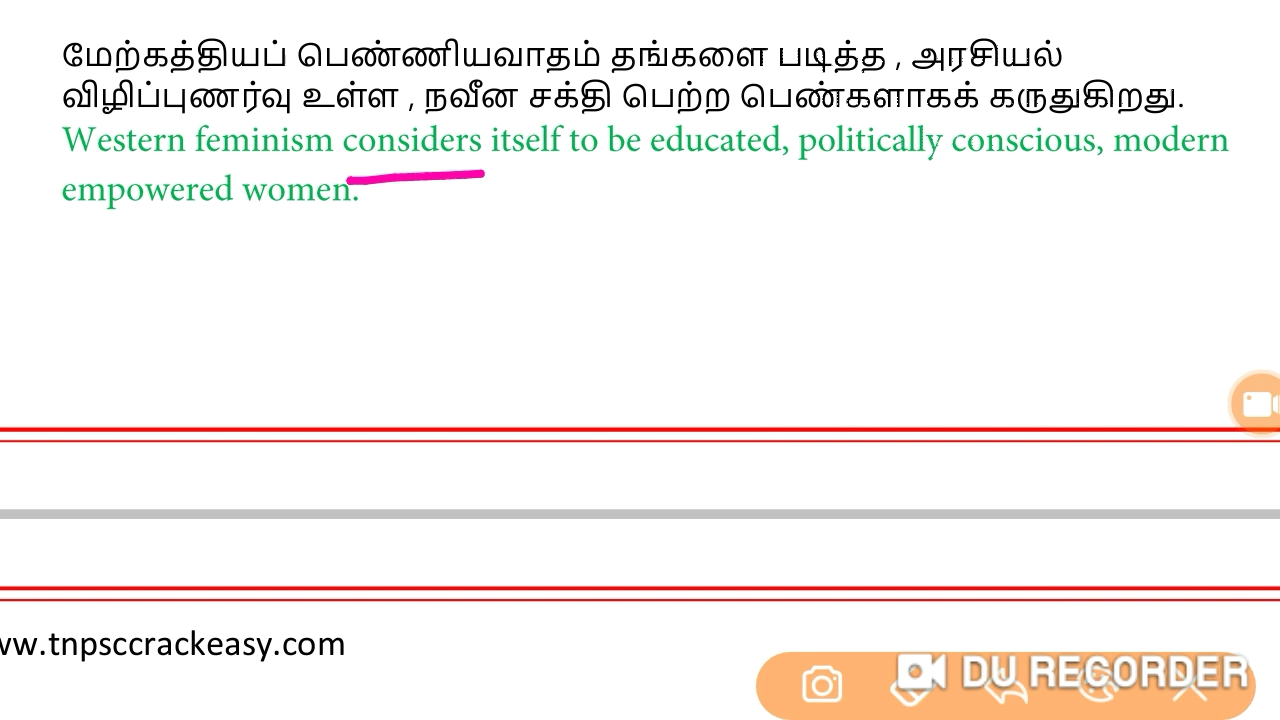 மேற்கத்தியப் பெண்ணியவாதம் தங்களை படித்த , அரசியல்
விழிப்புணர்வு உள்ள , நவீன சக்தி பெற்ற பெண்களாகக் கருதுகிறது.
Western feminism considers itself to be educated, politically conscious, modern
empowered women.
ww.tnpsccrackeasy.com
DU RECORDER